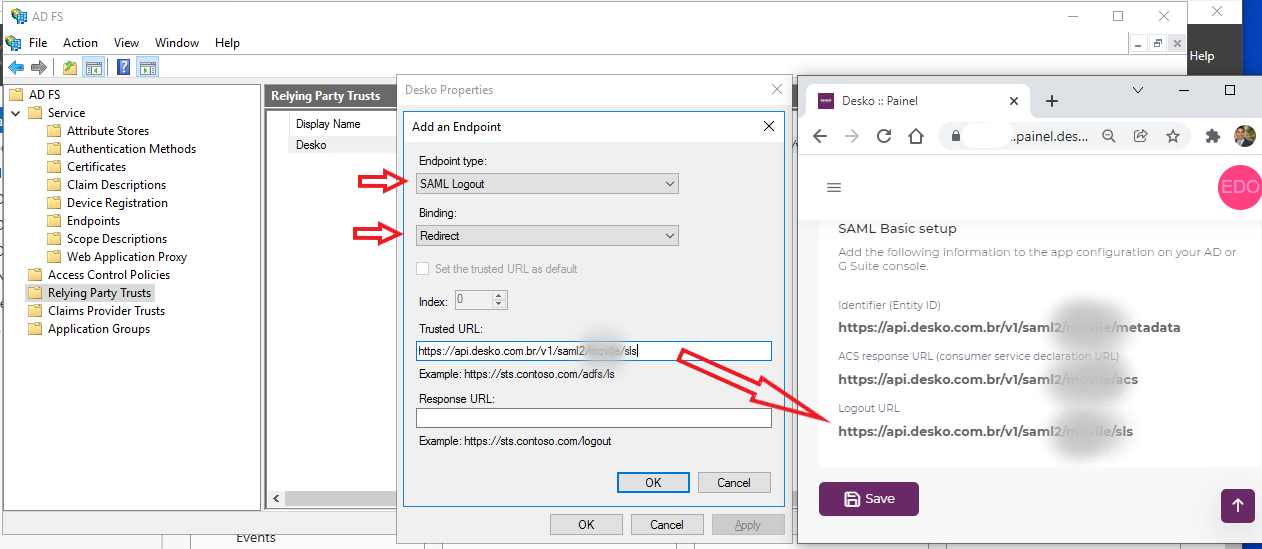 AD FS
File Action View Window Help
Help
AD FS
Service
Attribute Stores
Authentication Methods
Certificates
Claim Descriptions
Device Registration
Endpoints
Scope Descriptions
Web Application Proxy
Access Control Policies
Relying Party Trusts
Claims Provider Trusts
Application Groups
Relying Party Trusts
Display Name
Desko
Desko Properties
Add an Endpoint
Endpoint type:
SAML Logout
Binding:
Redirect
Set the trusted URL as default
Index: 0
Trusted URL:
https://api.desko.com.br/v1/saml2/movile/sls
Example: https://sts.contoso.com/adfs/ls
Response URL:
Example: https://sts.contoso.com/logout
OK Cancel
OK Cancel Apply
Events
Desko :: Painel
.painel.des...
EDO
SAML Basic setup
Add the following information to the app configuration on your AD or
G Suite console.
Identifier (Entity ID)
https://api.desko.com.br/v1/saml2/movile/metadata
ACS response URL (consumer service declaration URL)
https://api.desko.com.br/v1/saml2/movile/acs
Logout URL
https://api.desko.com.br/v1/saml2/movile/sls
Save